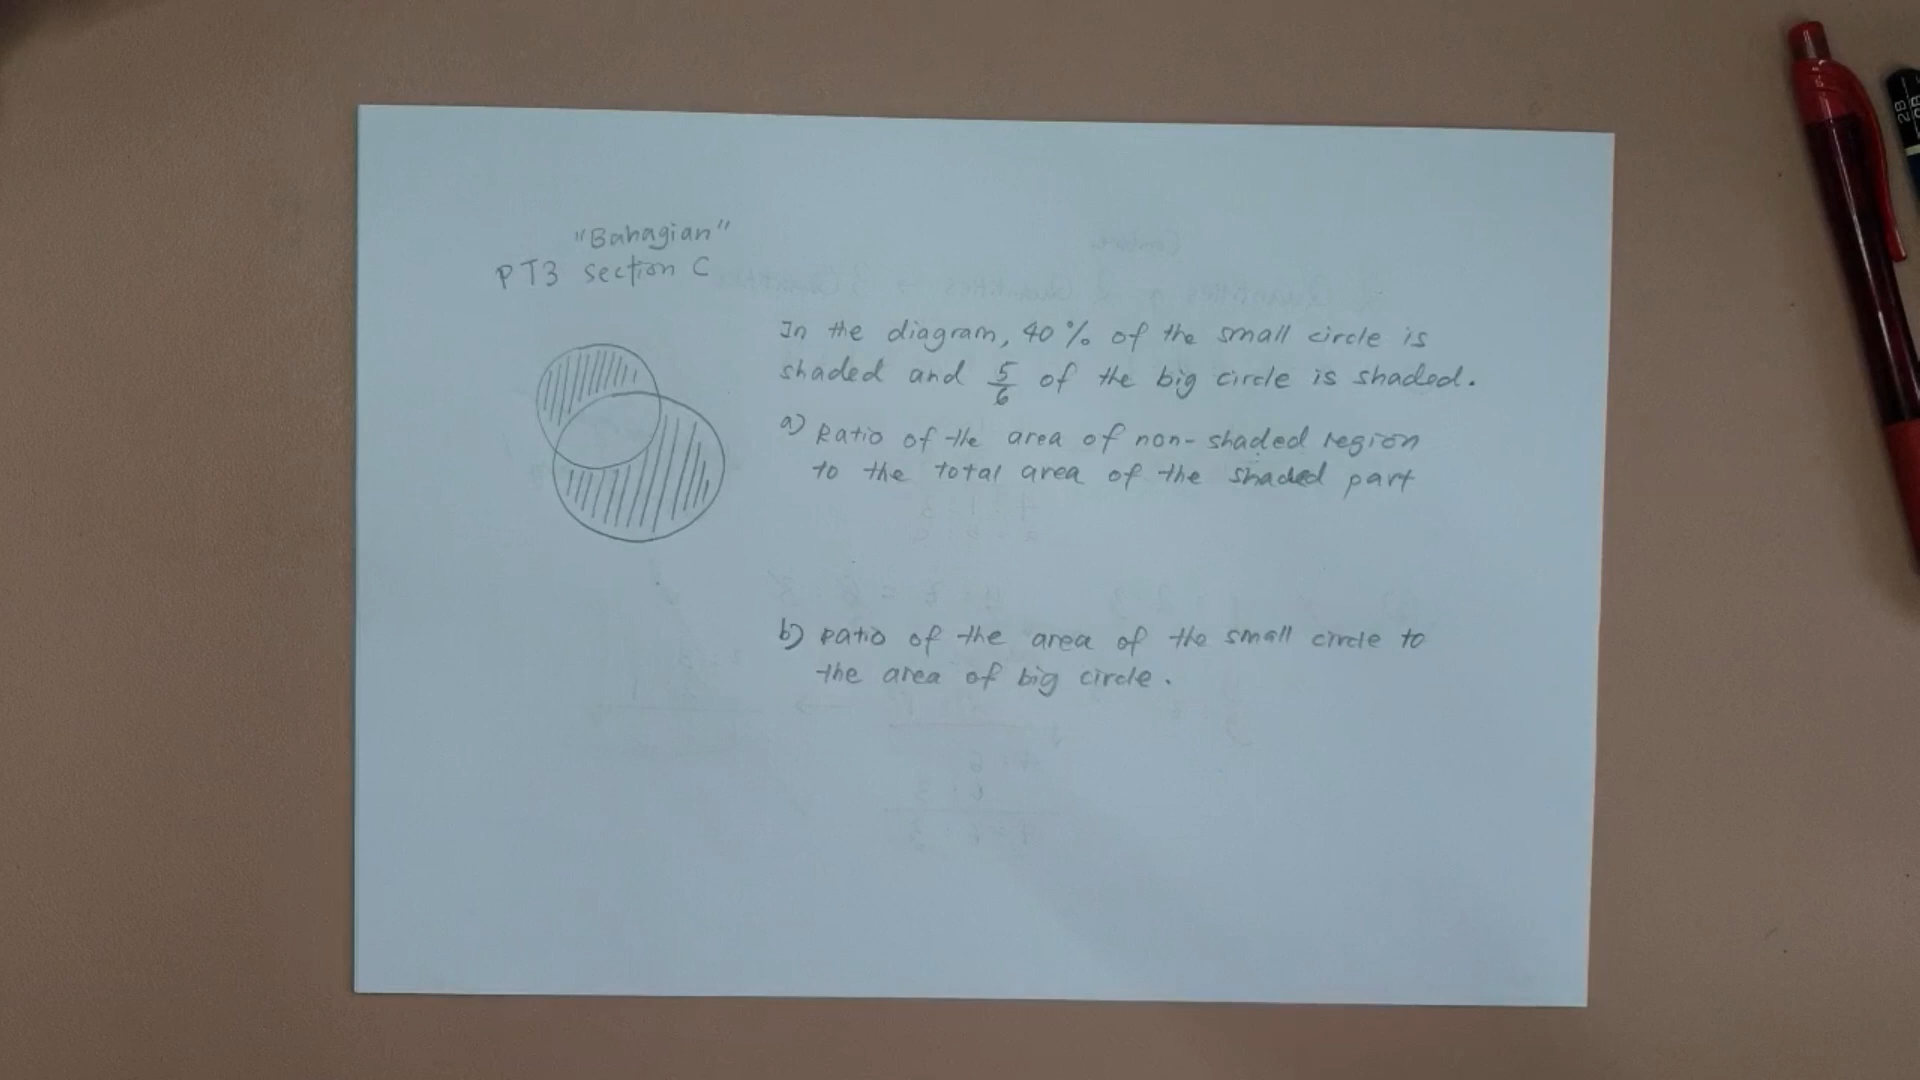 "Bahagian"
PT3 section C
In the diagram, 40% of the small circle is
shaded and 5/6 of the big circle is shaded.
a) Ratio of the area of non-shaded region
to the total area of the shaded part
b) Ratio of the area of the small circle to
the area of big circle.
2B
2B